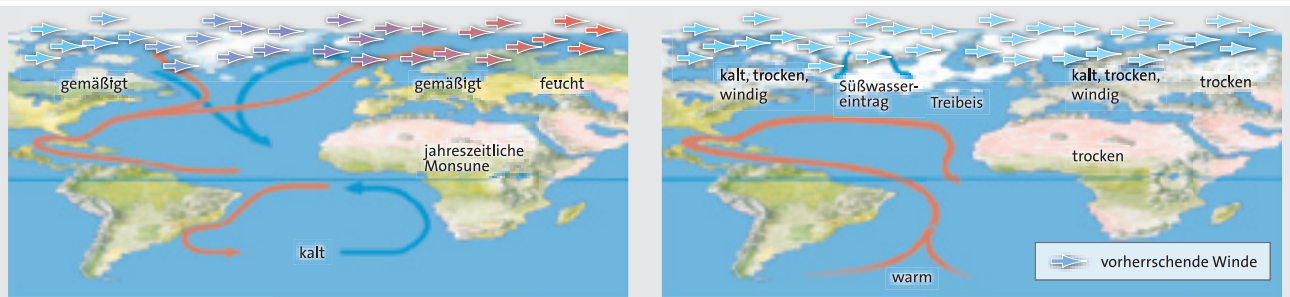 gemäßigt
gemäßigt
feucht
jahreszeitliche
Monsune
kalt
kalt, trocken,
windig
Süßwasser-
eintrag
Treibeis
kalt, trocken,
windig
trocken
trocken
warm
vorherrschende Winde